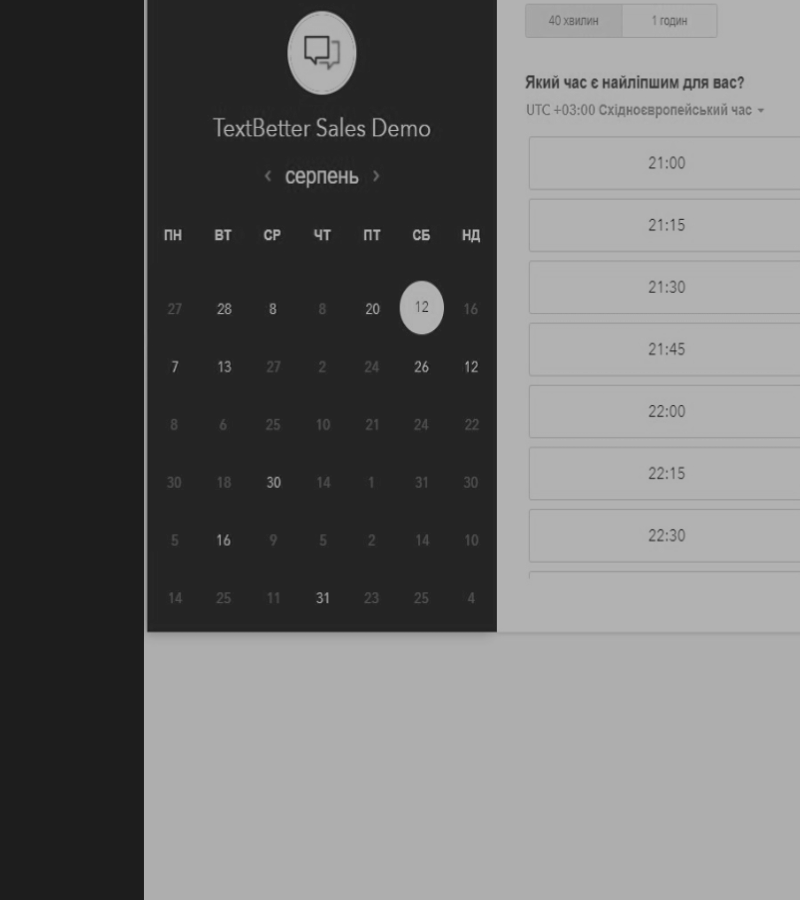 TextBetter Sales Demo
‹ серпень ›
ПН ВТ СР ЧТ ПТ СБ НД
27 28 8 8 20 12 16
7 13 27 2 24 26 12
8 6 25 10 21 24 22
30 18 30 14 1 31 30
5 16 9 5 2 14 10
14 25 11 31 23 25 4
40 хвилин 1 годин
Який час є найліпшим для вас?
UTC +03:00 Східноєвропейський час
21:00
21:15
21:30
21:45
22:00
22:15
22:30